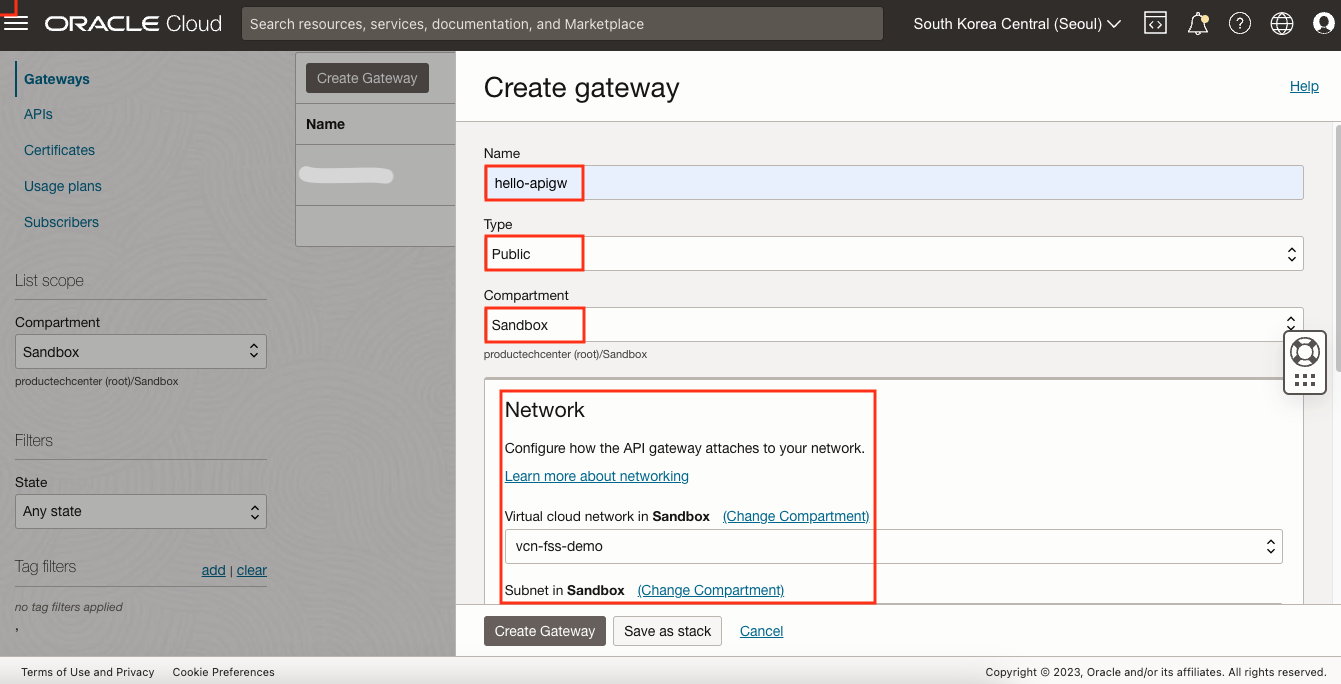 ORACLE Cloud
Search resources, services, documentation, and Marketplace
South Korea Central (Seoul)
Gateways
APIs
Certificates
Usage plans
Subscribers
List scope
Compartment
Sandbox
productechcenter (root)/Sandbox
Filters
State
Any state
Tag filters add | clear
no tag filters applied
,
Create Gateway
Name
Create gateway
Help
Name
hello-apigw
Type
Public
Compartment
Sandbox
productechcenter (root)/Sandbox
Network
Configure how the API gateway attaches to your network.
Learn more about networking
Virtual cloud network in Sandbox (Change Compartment)
vcn-fss-demo
Subnet in Sandbox (Change Compartment)
Create Gateway Save as stack Cancel
Terms of Use and Privacy Cookie Preferences
Copyright © 2023, Oracle and/or its affiliates. All rights reserved.